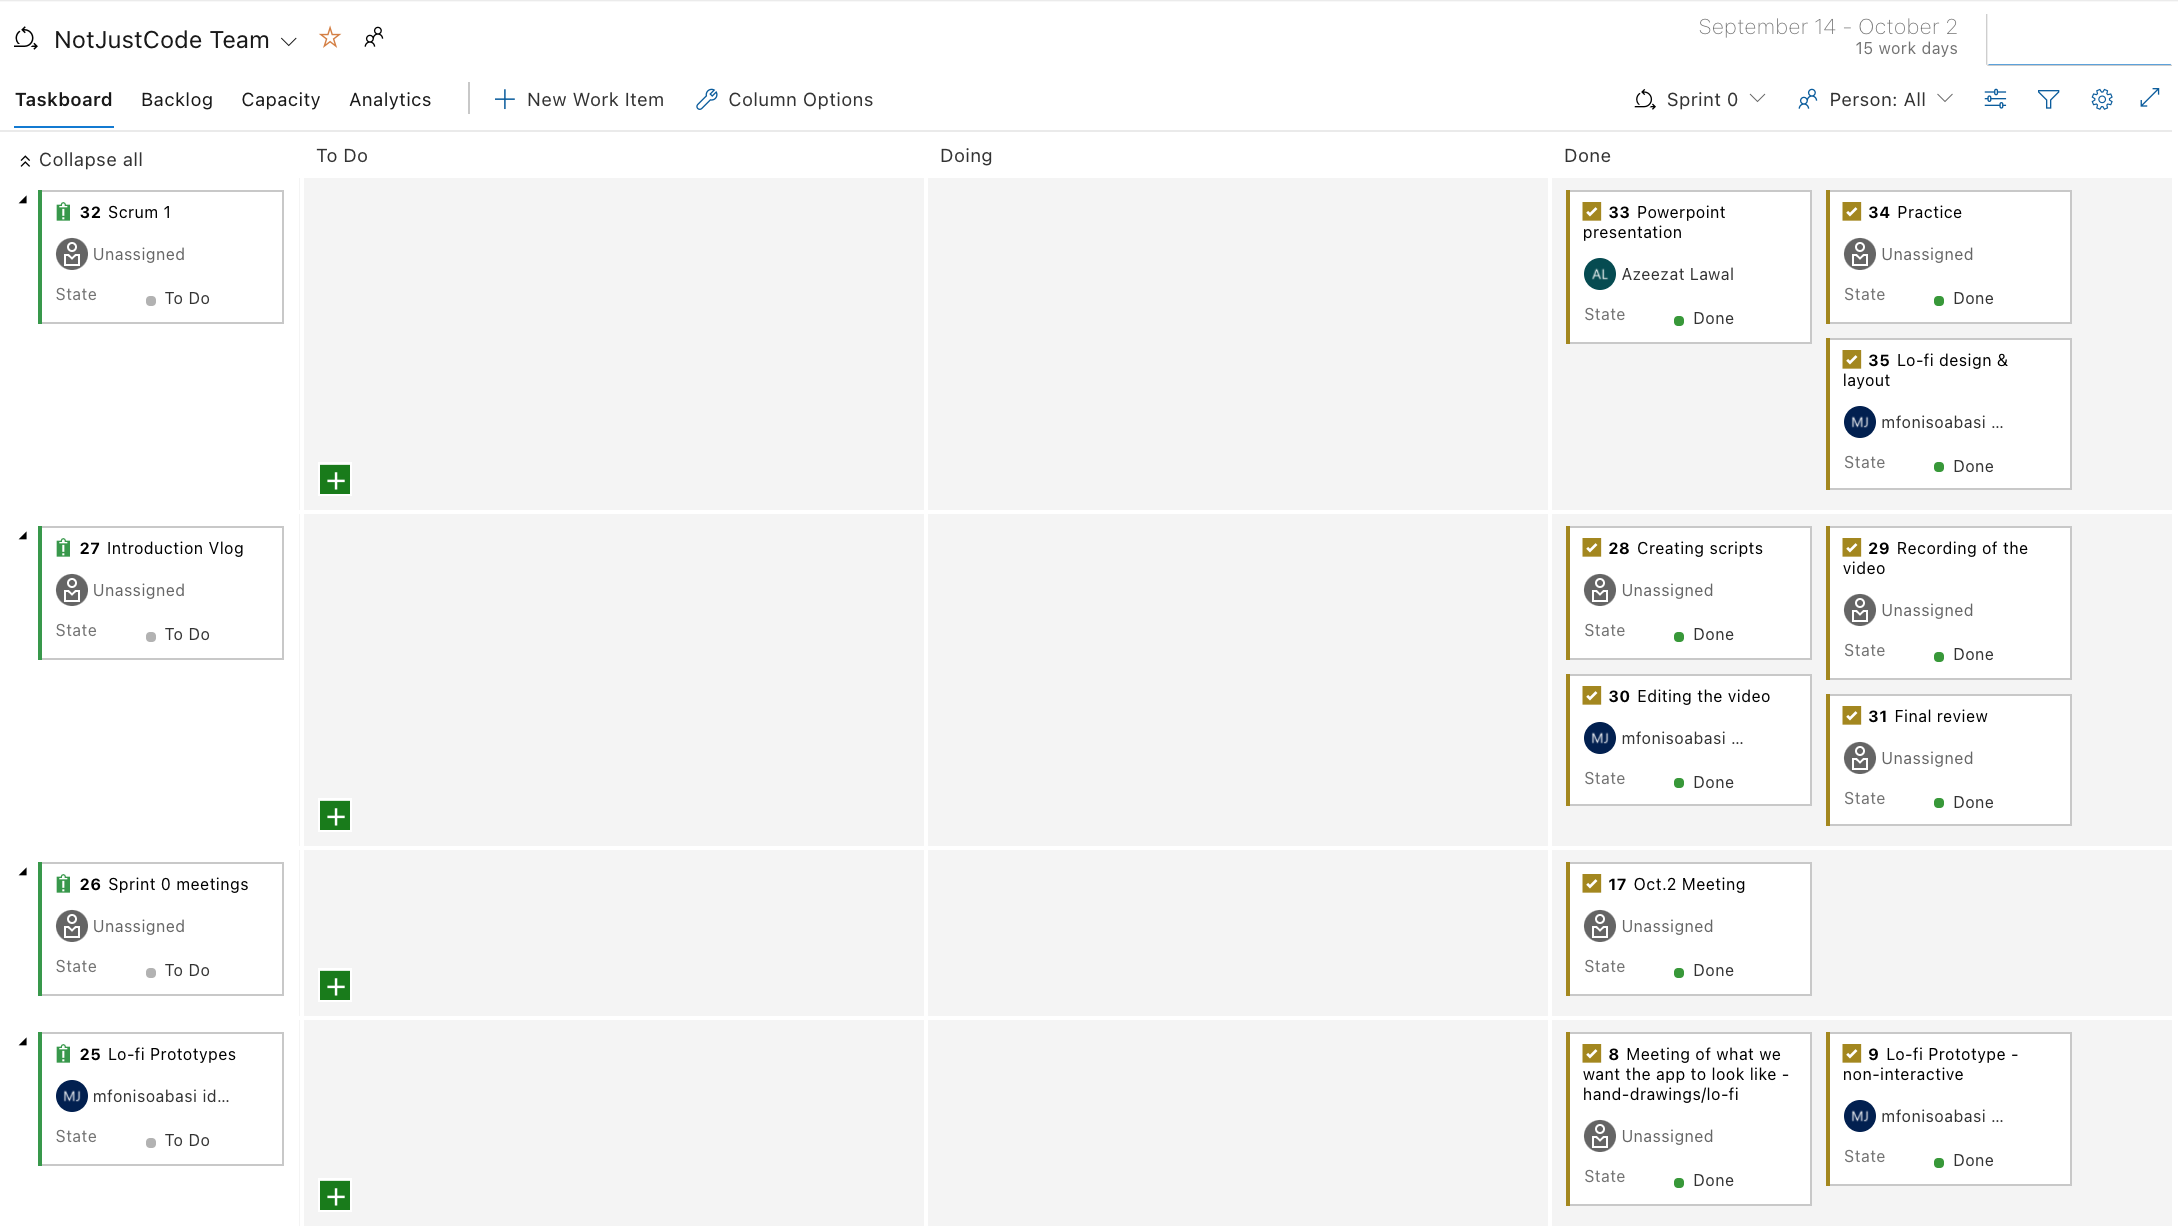 NotJustCode Team
September 14 - October 2
15 work days
Taskboard Backlog Capacity Analytics New Work Item Column Options Sprint 0 Person: All
Collapse all To Do Doing Done
32 Scrum 1
Unassigned
State To Do
33 Powerpoint
presentation
AL Azeezat Lawal
State Done
34 Practice
Unassigned
State Done
35 Lo-fi design &
layout
MJ mfonisoabasi ...
State Done
27 Introduction Vlog
Unassigned
State To Do
28 Creating scripts
Unassigned
State Done
29 Recording of the
video
Unassigned
State Done
30 Editing the video
MJ mfonisoabasi ...
State Done
31 Final review
Unassigned
State Done
26 Sprint 0 meetings
Unassigned
State To Do
17 Oct.2 Meeting
Unassigned
State Done
25 Lo-fi Prototypes
MJ mfonisoabasi id...
State To Do
8 Meeting of what we
want the app to look like -
hand-drawings/lo-fi
Unassigned
State Done
9 Lo-fi Prototype -
non-interactive
MJ mfonisoabasi ...
State Done